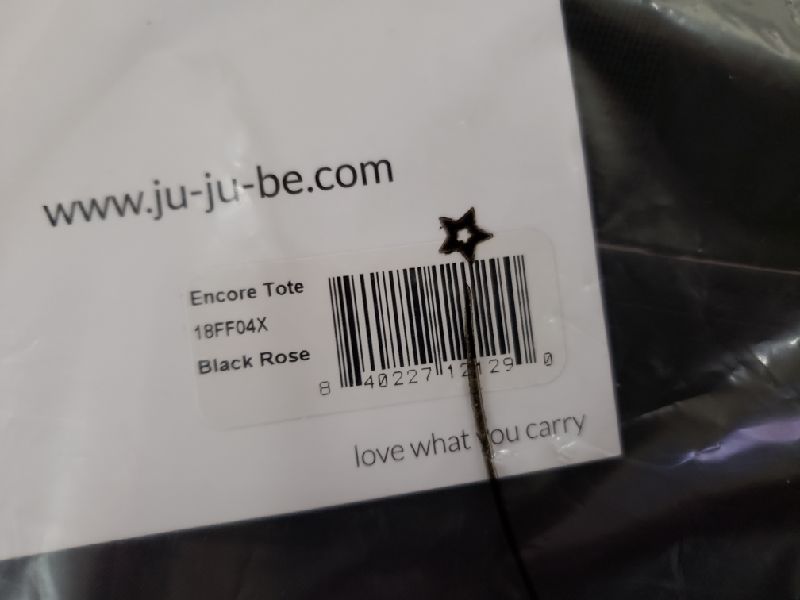 www.ju-ju-be.com
Encore Tote
18FF04X
Black Rose
8 40227 12129 0
love what you carry